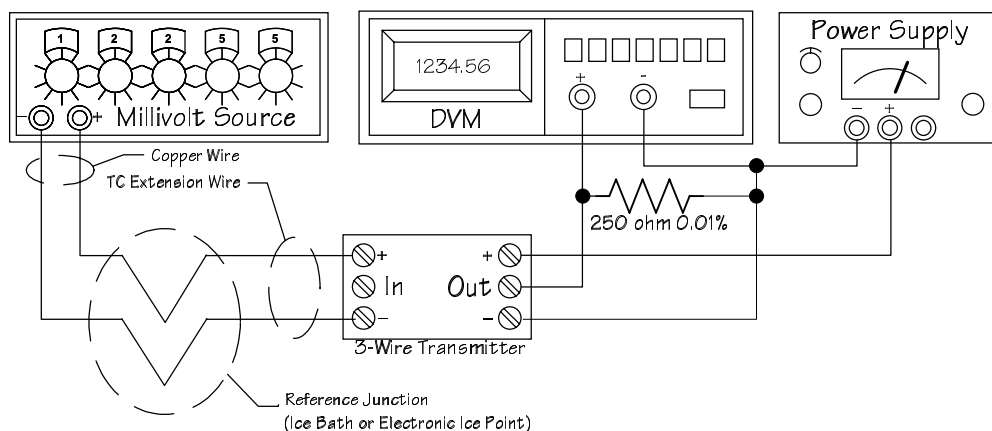 1 2 2 5 5
- + Millivolt Source
1234.56
DVM
+ -
Power Supply
- +
Copper Wire
TC Extension Wire
250 ohm 0.01%
+ +
In Out
- -
3-Wire Transmitter
Reference Junction
(Ice Bath or Electronic Ice Point)